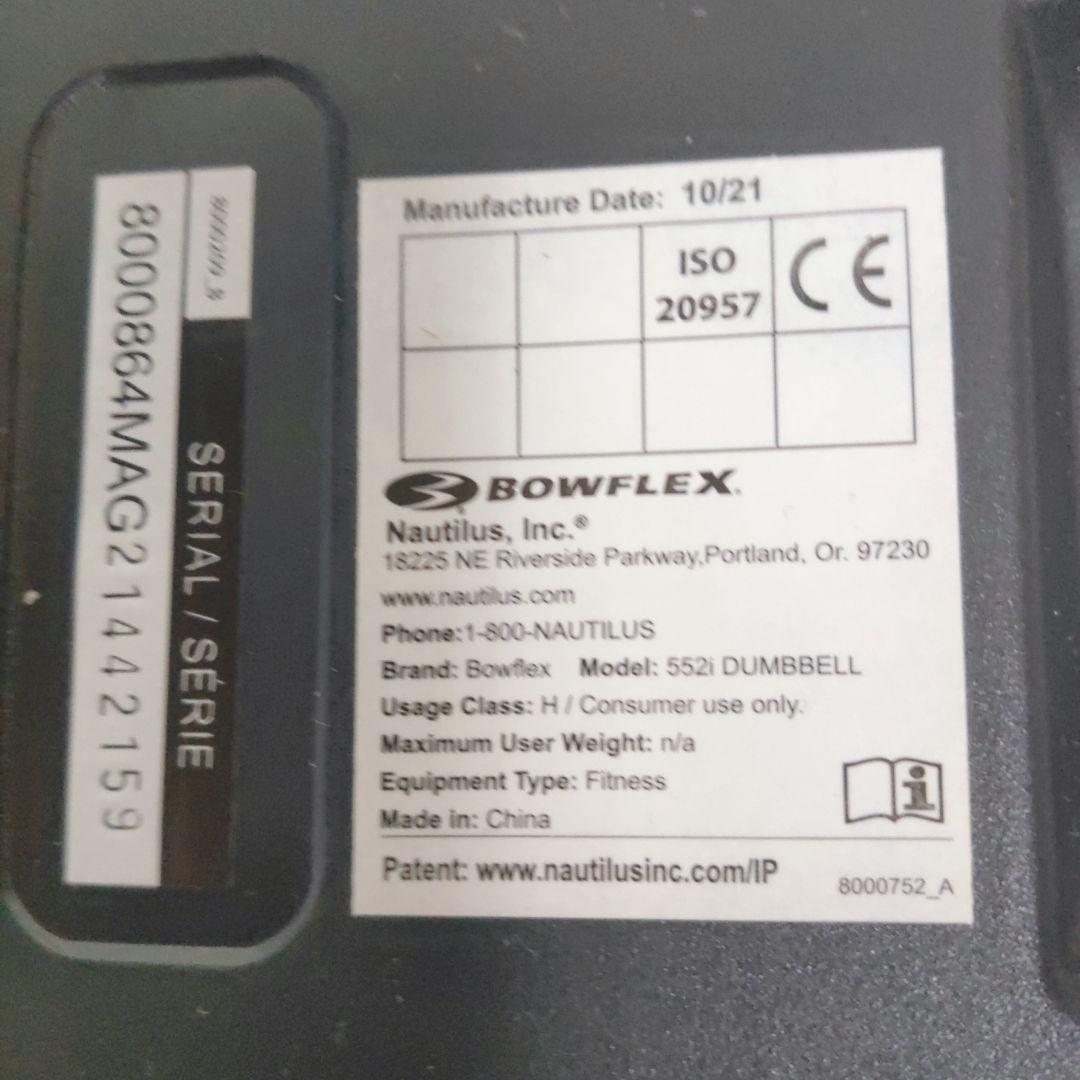 800864MAG21442159
SERIAL / SÉRIE
Manufacture Date: 10/21
ISO
20957
CE
BOWFLEX.
Nautilus, Inc.®
18225 NE Riverside Parkway,Portland, Or. 97230
www.nautilus.com
Phone:1-800-NAUTILUS
Brand: Bowflex Model: 552i DUMBBELL
Usage Class: H / Consumer use only.
Maximum User Weight: n/a
Equipment Type: Fitness
Made in: China
Patent: www.nautilusinc.com/IP
8000752_A